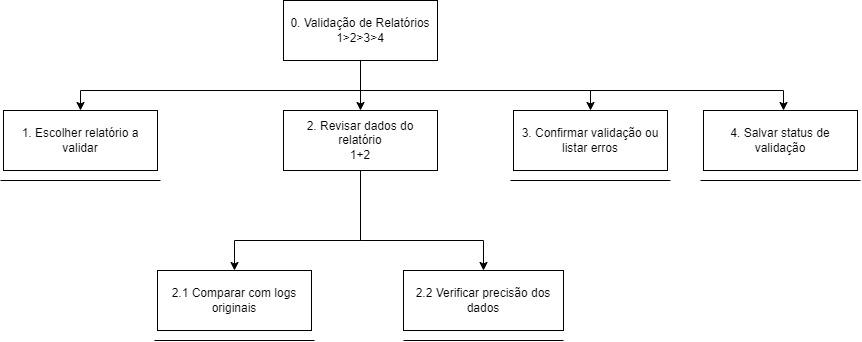 0. Validação de Relatórios
1>2>3>4
1. Escolher relatório a
validar
2. Revisar dados do
relatório
1+2
3. Confirmar validação ou
listar erros
4. Salvar status de
validação
2.1 Comparar com logs
originais
2.2 Verificar precisão dos
dados